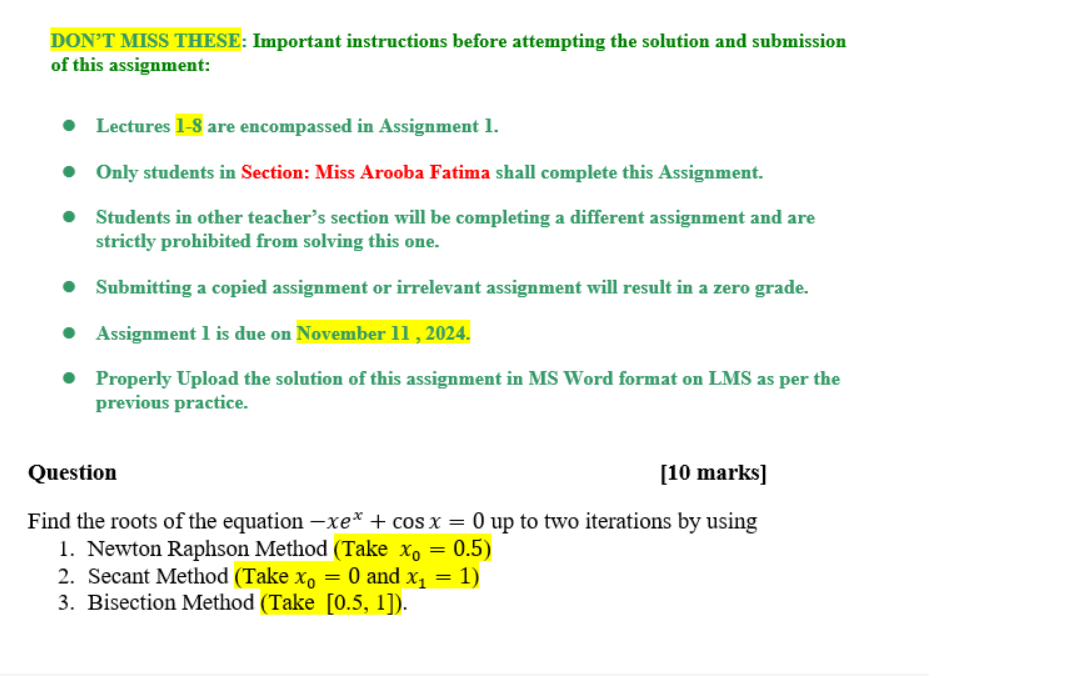 DON’T MISS THESE: Important instructions before attempting the solution and submission
of this assignment:
● Lectures 1-8 are encompassed in Assignment 1.
● Only students in Section: Miss Arooba Fatima shall complete this Assignment.
● Students in other teacher’s section will be completing a different assignment and are
strictly prohibited from solving this one.
● Submitting a copied assignment or irrelevant assignment will result in a zero grade.
● Assignment 1 is due on November 11 , 2024.
● Properly Upload the solution of this assignment in MS Word format on LMS as per the
previous practice.
Question [10 marks]
Find the roots of the equation −xeˣ + cos x = 0 up to two iterations by using
1. Newton Raphson Method (Take x₀ = 0.5)
2. Secant Method (Take x₀ = 0 and x₁ = 1)
3. Bisection Method (Take [0.5, 1]).